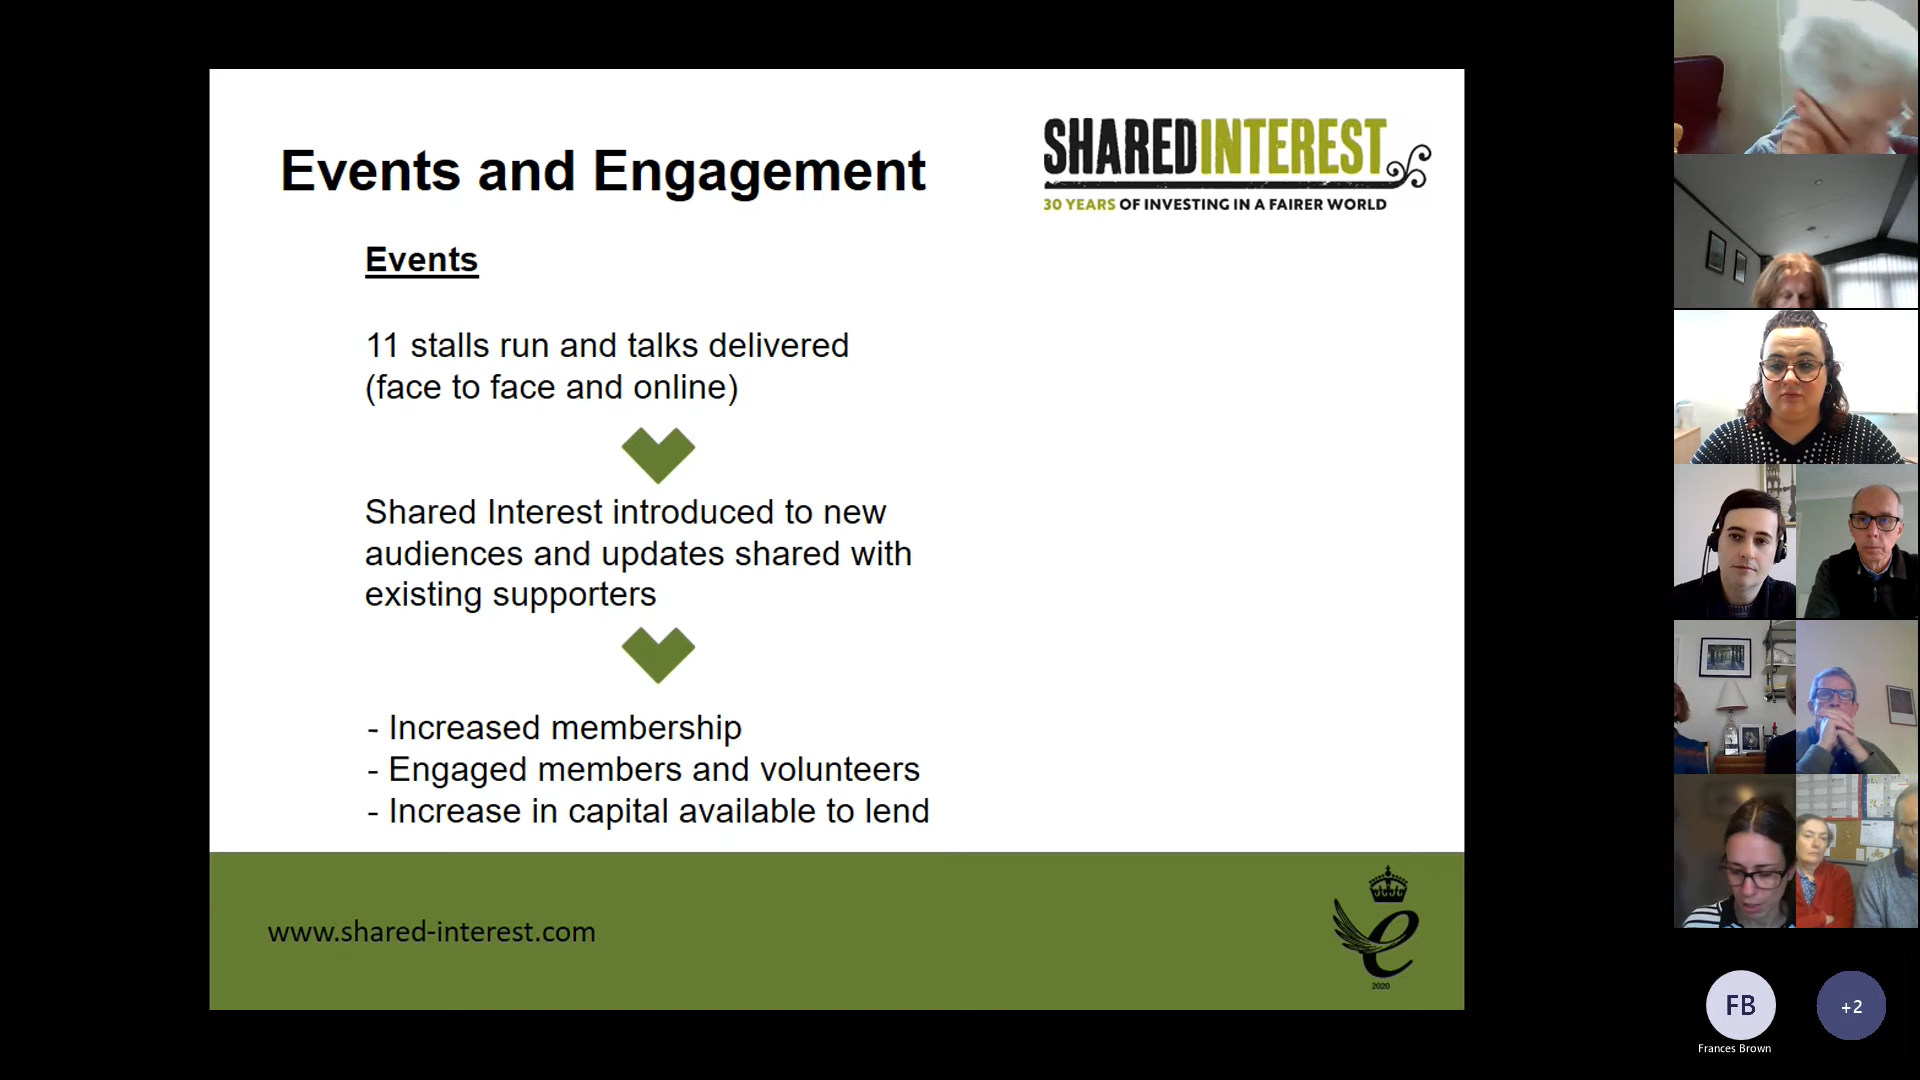 Events and Engagement
SHAREDINTEREST
30 YEARS OF INVESTING IN A FAIRER WORLD
Events
11 stalls run and talks delivered
(face to face and online)
Shared Interest introduced to new
audiences and updates shared with
existing supporters
- Increased membership
- Engaged members and volunteers
- Increase in capital available to lend
www.shared-interest.com
e
2020
FB
+2
Frances Brown